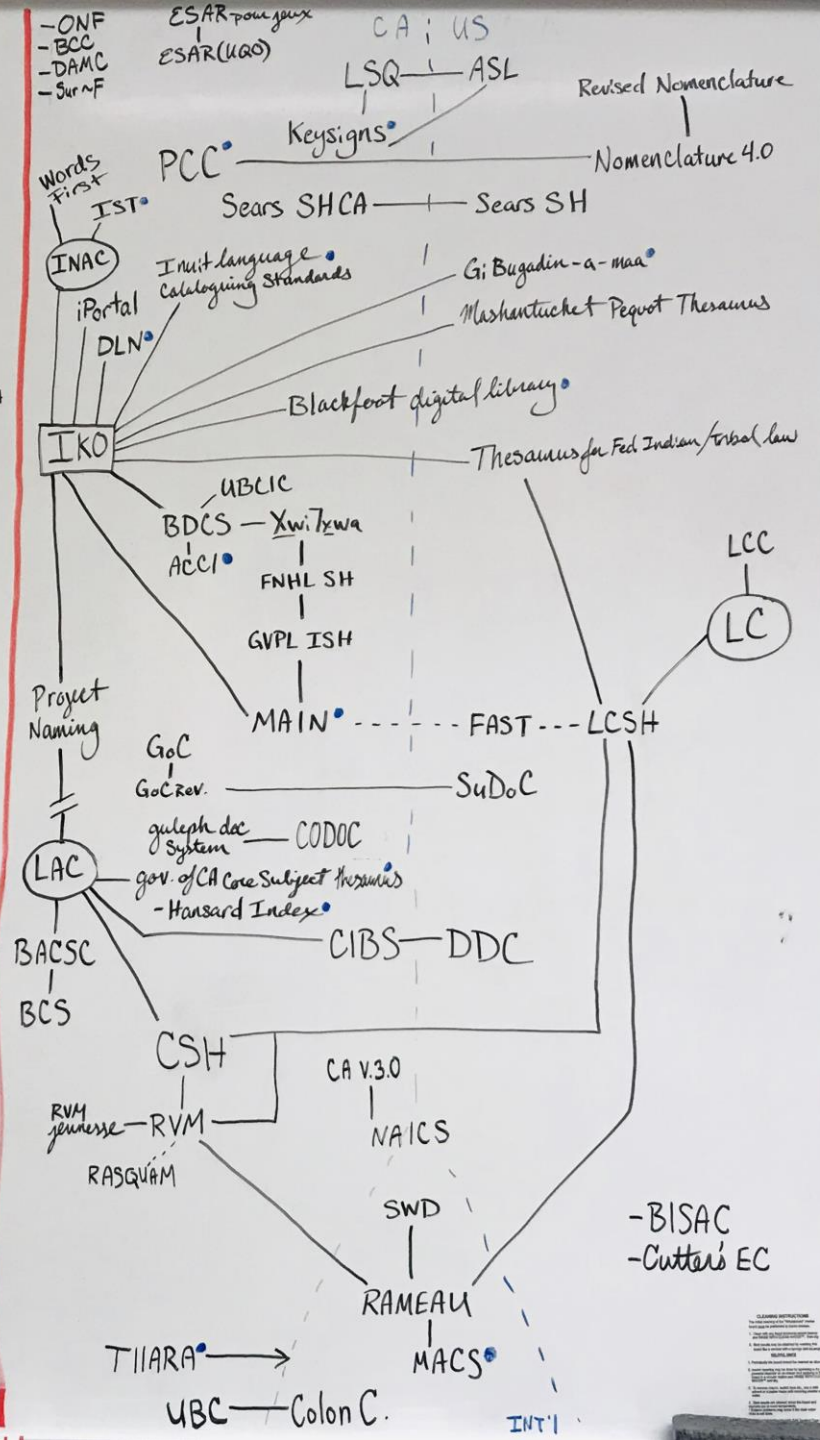 -ONF
-BCC
-DAMC
-Sur~F
ESAR-pour jeux
ESAR(UQO)
CA ¦ US
LSQ
ASL
Keysigns
Revised Nomenclature
PCC
Nomenclature 4.0
Words First
IST
Sears SHCA
Sears SH
INAC
Inuit language
Cataloguing Standards
Gi Bugadin-a-maa
iPortal
Mashantucket Pequot Thesaurus
DLN
Blackfoot digital library
IKO
Thesaurus for Fed Indian/tribal law
UBCIC
BDCS
X̱wi7x̱wa
ACCI
FNHL SH
LCC
GVPL ISH
LC
Project
Naming
MAIN
FAST
LCSH
GoC
GoC Rev.
SuDoC
guleph doc
System
CODOC
LAC
gov. of CA Core Subject thesaurus
-Hansard Index
BACSC
CIBS
DDC
BCS
CSH
CA V.3.0
RVM
jeunesse
RVM
NAICS
RASQUAM
SWD
-BISAC
-Cutter's EC
RAMEAU
TIIARA
MACS
UBC
Colon C.
INT'l
CLEANING INSTRUCTIONS